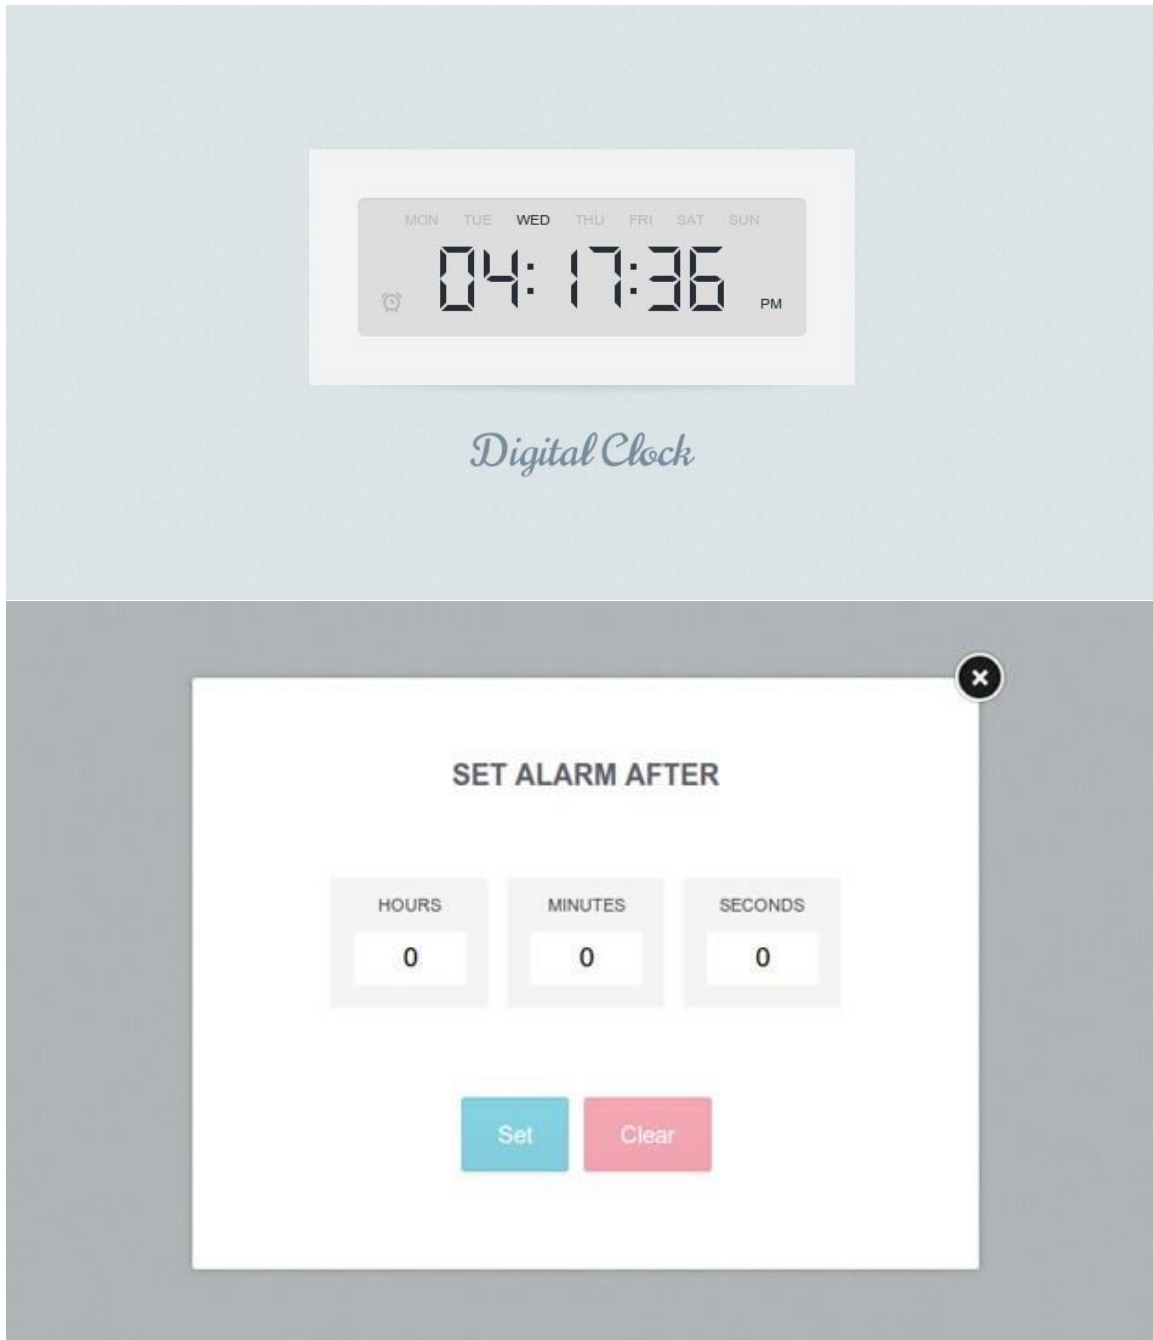 MON TUE WED THU FRI SAT SUN
04:17:36 PM
Digital Clock
SET ALARM AFTER
HOURS MINUTES SECONDS
0 0 0
Set Clear